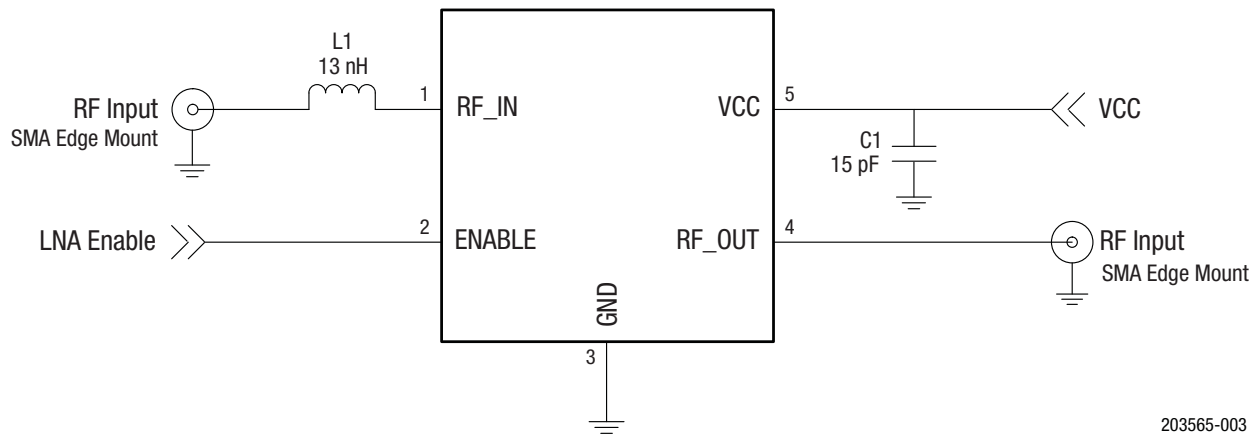 L1
13 nH
RF Input
SMA Edge Mount
1
RF_IN
VCC
5
VCC
C1
15 pF
LNA Enable
2
ENABLE
RF_OUT
4
RF Input
SMA Edge Mount
GND
3
203565-003